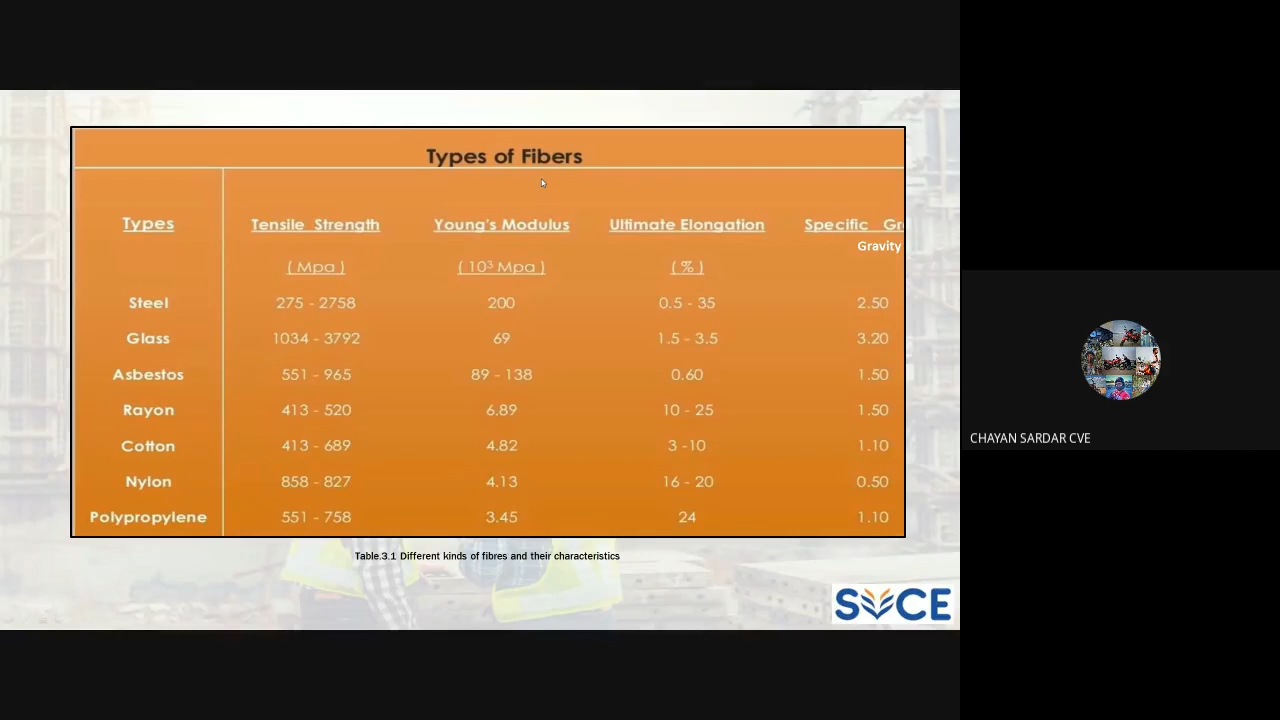 Types of Fibers
Types Tensile Strength Young's Modulus Ultimate Elongation Specific Gr
Gravity
( Mpa ) ( 10³ Mpa ) ( % )
Steel 275 - 2758 200 0.5 - 35 2.50
Glass 1034 - 3792 69 1.5 - 3.5 3.20
Asbestos 551 - 965 89 - 138 0.60 1.50
Rayon 413 - 520 6.89 10 - 25 1.50
Cotton 413 - 689 4.82 3 -10 1.10
Nylon 858 - 827 4.13 16 - 20 0.50
Polypropylene 551 - 758 3.45 24 1.10
Table.3.1 Different kinds of fibres and their characteristics
SVCE
CHAYAN SARDAR CVE